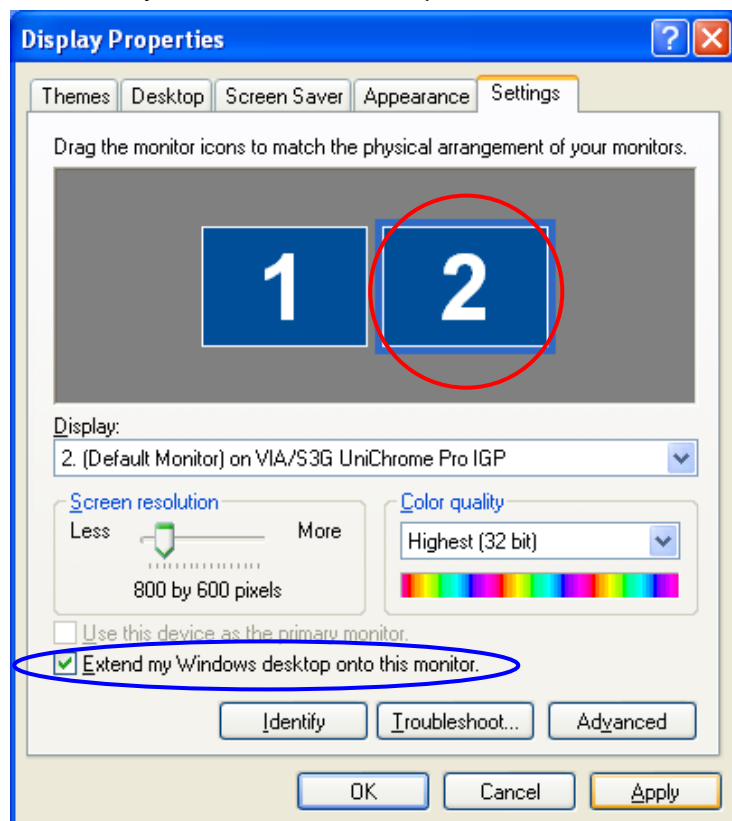 Display Properties
Themes Desktop Screen Saver Appearance Settings
Drag the monitor icons to match the physical arrangement of your monitors.
1 2
Display:
2. (Default Monitor) on VIA/S3G UniChrome Pro IGP
Screen resolution Color quality
Less More Highest (32 bit)
800 by 600 pixels
Use this device as the primary monitor.
Extend my Windows desktop onto this monitor.
Identify Troubleshoot... Advanced
OK Cancel Apply